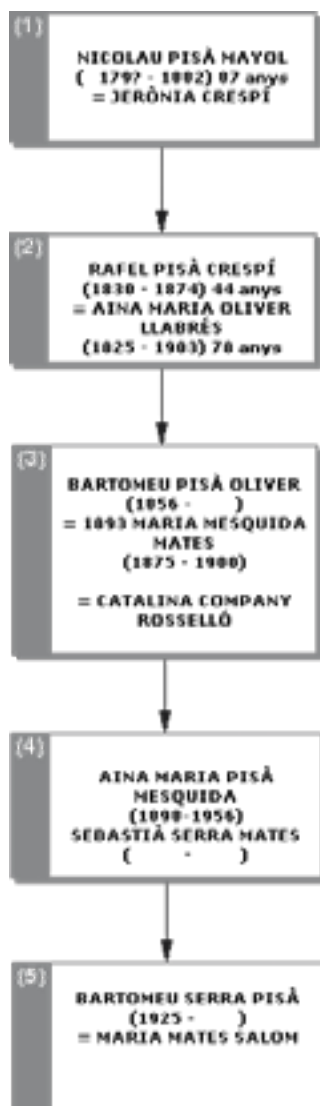 (1)
NICOLAU PISÀ MAYOL
( 179? - 1882) 87 anys
= JERÒNIA CRESPÍ
(2)
RAFEL PISÀ CRESPÍ
(1830 - 1874) 44 anys
= AINA MARIA OLIVER
LLABRÉS
(1825 - 1903) 78 anys
(3)
BARTOMEU PISÀ OLIVER
(1856 - )
= 1893 MARIA MESQUIDA
MATES
(1875 - 1900)
= CATALINA COMPANY
ROSSELLÓ
(4)
AINA MARIA PISÀ
MESQUIDA
(1898-1956)
SEBASTIÀ SERRA MATES
( - )
(5)
BARTOMEU SERRA PISÀ
(1925 - )
= MARIA MATES SALOM